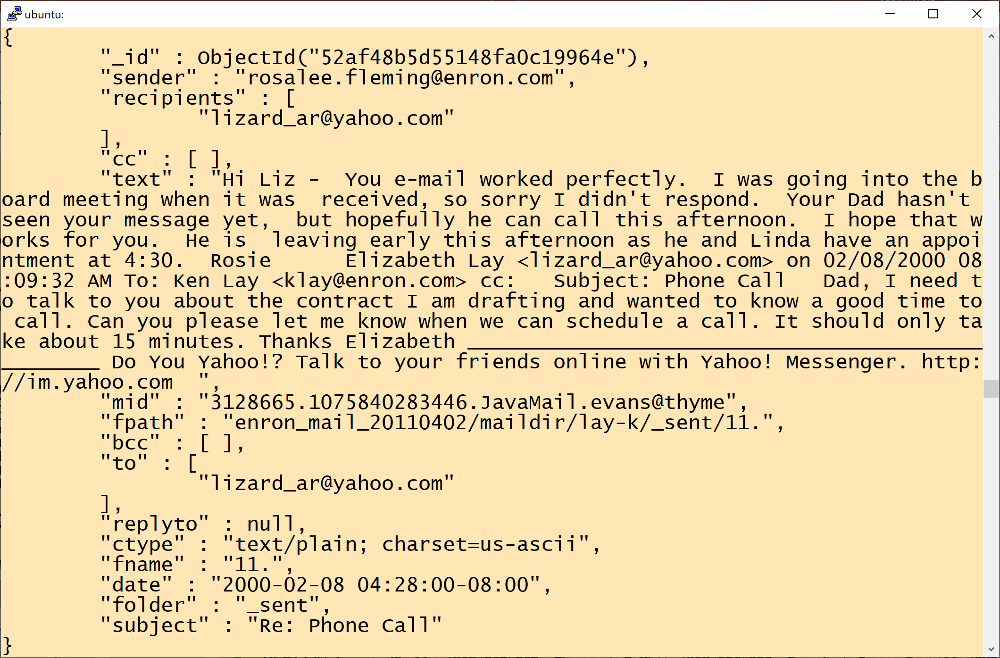 ubuntu:
{
        "_id" : ObjectId("52af48b5d55148fa0c19964e"),
        "sender" : "rosalee.fleming@enron.com",
        "recipients" : [
                "lizard_ar@yahoo.com"
        ],
        "cc" : [ ],
        "text" : "Hi Liz -  You e-mail worked perfectly.  I was going into the b
oard meeting when it was  received, so sorry I didn't respond.  Your Dad hasn't
seen your message yet,  but hopefully he can call this afternoon.  I hope that w
orks for you.  He is  leaving early this afternoon as he and Linda have an appoi
ntment at 4:30.  Rosie      Elizabeth Lay <lizard_ar@yahoo.com> on 02/08/2000 08
:09:32 AM To: Ken Lay <klay@enron.com> cc:   Subject: Phone Call   Dad, I need t
o talk to you about the contract I am drafting and wanted to know a good time to
 call. Can you please let me know when we can schedule a call. It should only ta
ke about 15 minutes. Thanks Elizabeth __________________________________________
________ Do You Yahoo!? Talk to your friends online with Yahoo! Messenger. http:
//im.yahoo.com  ",
        "mid" : "3128665.1075840283446.JavaMail.evans@thyme",
        "fpath" : "enron_mail_20110402/maildir/lay-k/_sent/11.",
        "bcc" : [ ],
        "to" : [
                "lizard_ar@yahoo.com"
        ],
        "replyto" : null,
        "ctype" : "text/plain; charset=us-ascii",
        "fname" : "11.",
        "date" : "2000-02-08 04:28:00-08:00",
        "folder" : "_sent",
        "subject" : "Re: Phone Call"
}